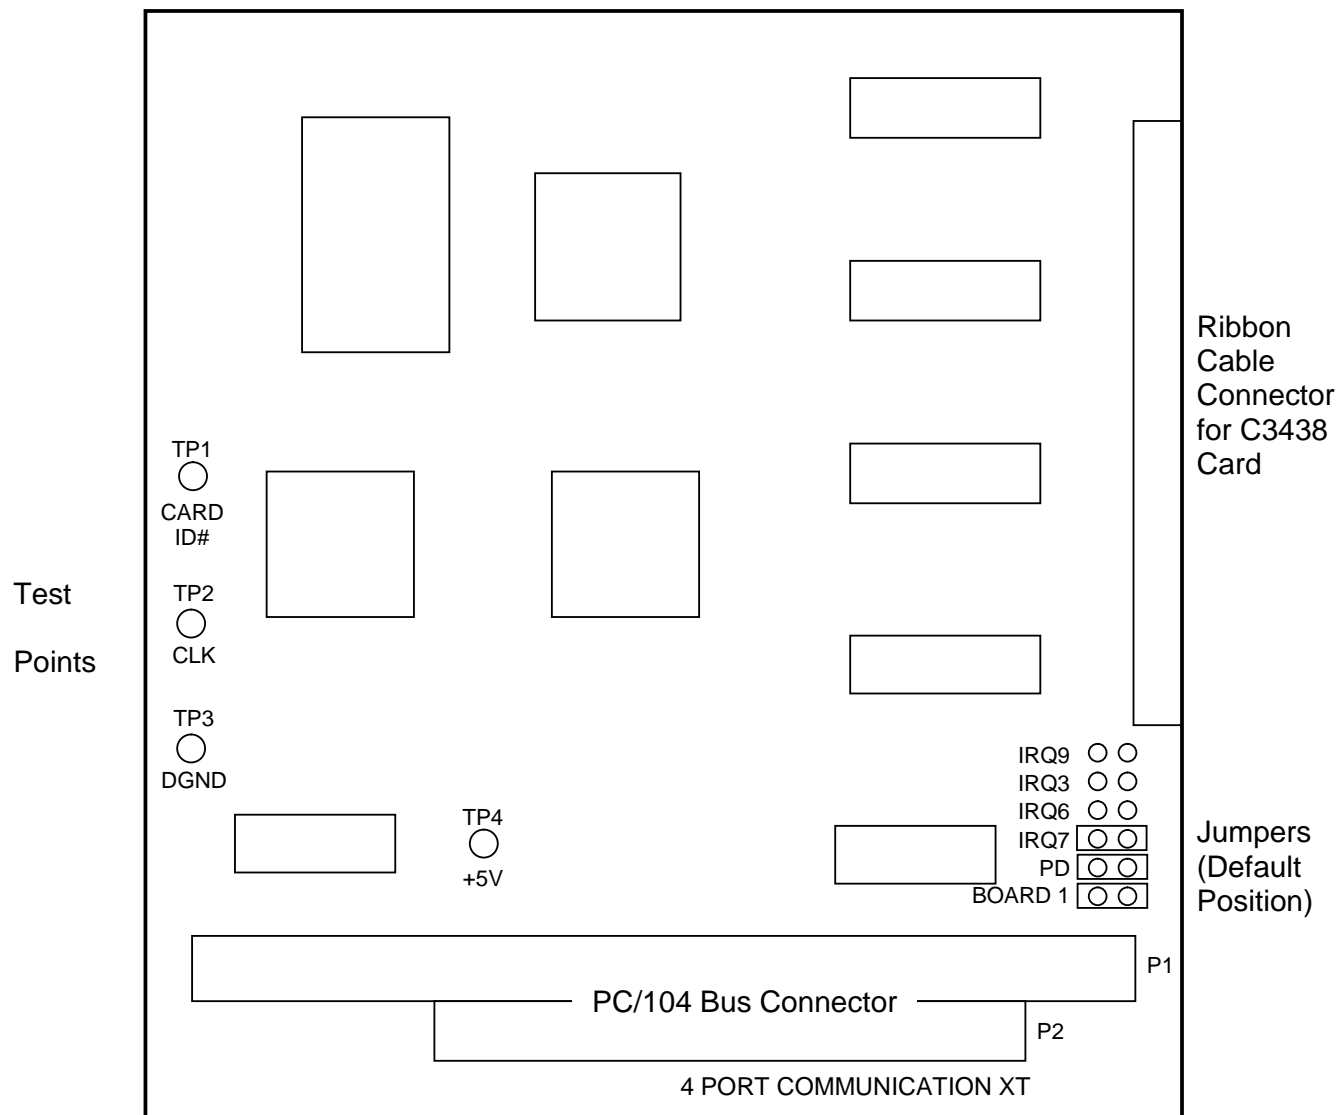 Ribbon
Cable
Connector
for C3438
Card
TP1
CARD
ID#
Test
Points
TP2
CLK
TP3
DGND
TP4
+5V
IRQ9
IRQ3
IRQ6
IRQ7
PD
BOARD 1
Jumpers
(Default
Position)
P1
PC/104 Bus Connector
P2
4 PORT COMMUNICATION XT